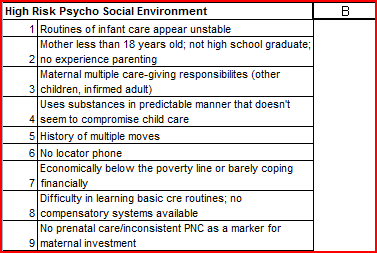 High Risk Psycho Social Environment B
1 Routines of infant care appear unstable
Mother less than 18 years old; not high school graduate;
2 no experience parenting
Maternal multiple care-giving responsibilites (other
3 children, infirmed adult)
Uses substances in predictable manner that doesn't
4 seem to compromise child care
5 History of multiple moves
6 No locator phone
Economically below the poverty line or barely coping
7 financially
Difficulty in learning basic cre routines; no
8 compensatory systems available
No prenatal care/inconsistent PNC as a marker for
9 maternal investment